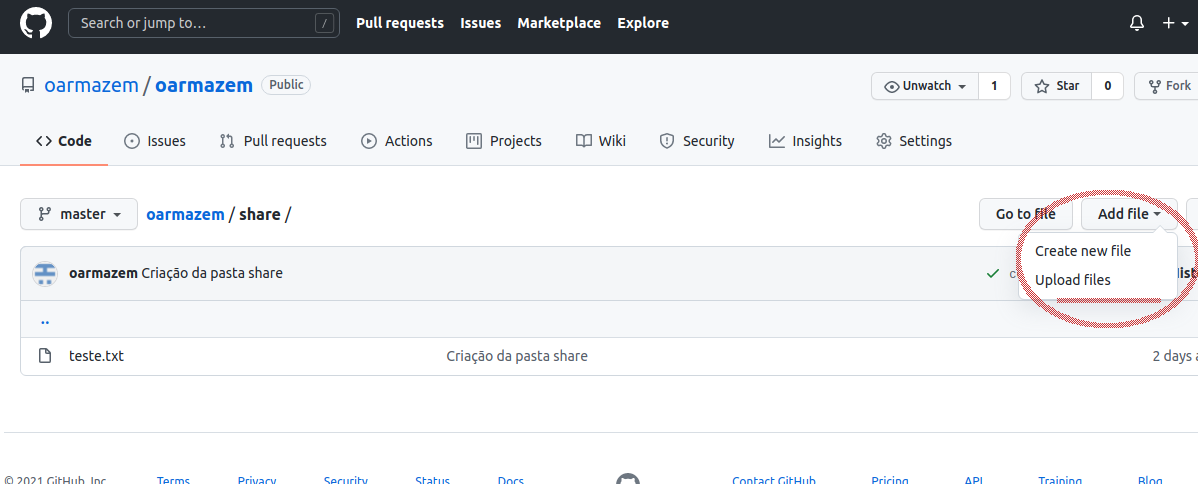 Search or jump to… / Pull requests Issues Marketplace Explore
oarmazem / oarmazem Public Unwatch 1 Star 0 Fork
Code Issues Pull requests Actions Projects Wiki Security Insights Settings
master oarmazem / share / Go to file Add file
Create new file
oarmazem Criação da pasta share
Upload files
..
teste.txt Criação da pasta share 2 days
© 2021 GitHub, Inc. Terms Privacy Security Status Docs Contact GitHub Pricing API Training Blog